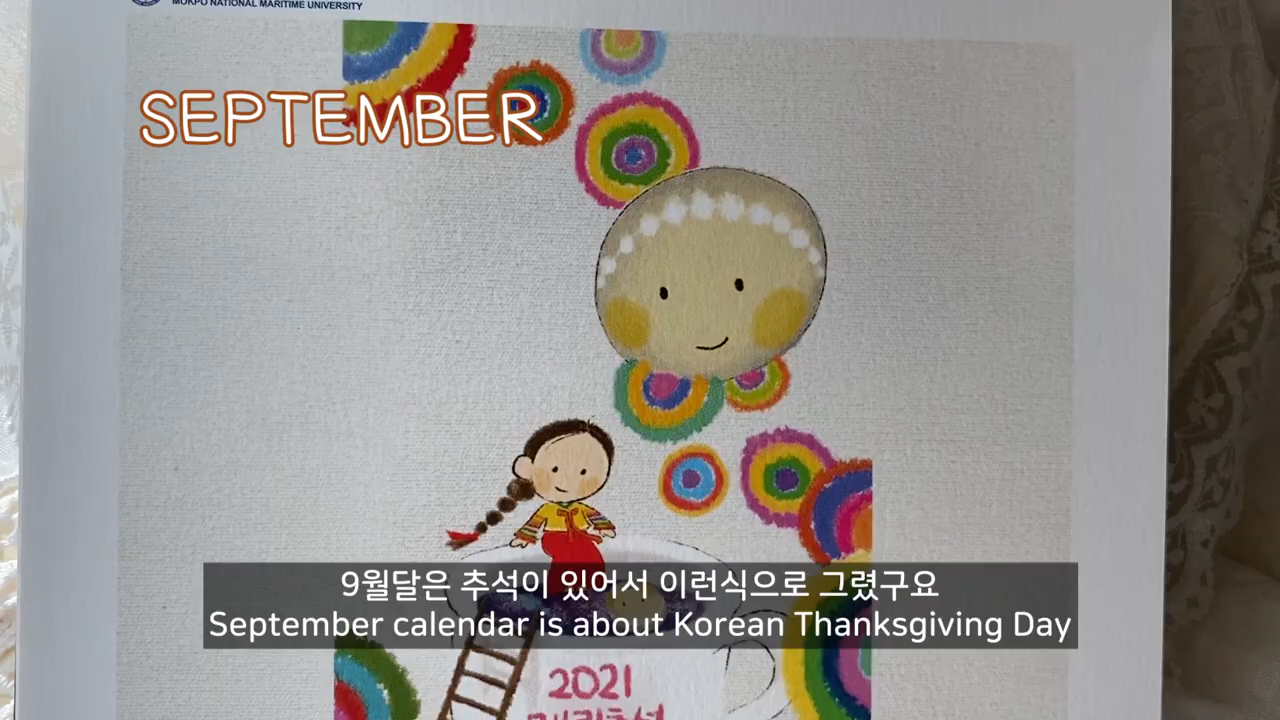 MOKPO NATIONAL MARITIME UNIVERSITY
SEPTEMBER
9월달은 추석이 있어서 이런식으로 그렸구요
September calendar is about Korean Thanksgiving Day
2021